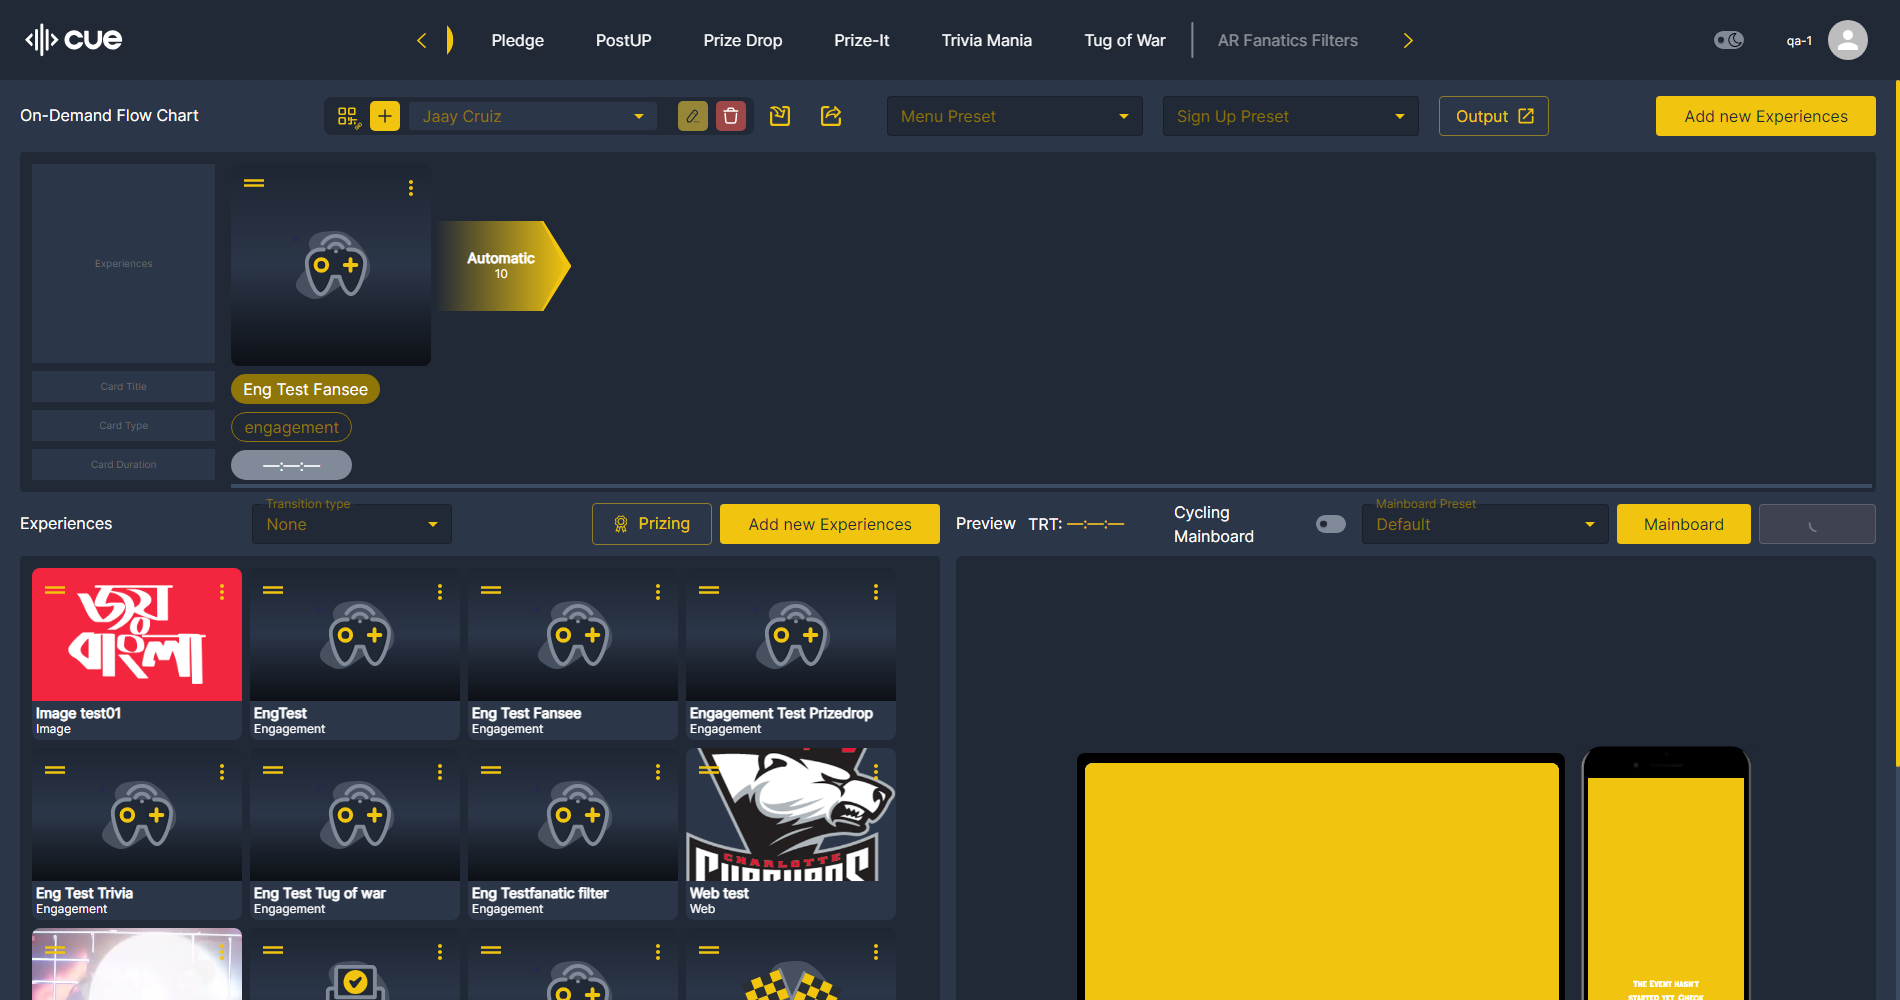 cue
Pledge
PostUP
Prize Drop
Prize-It
Trivia Mania
Tug of War
AR Fanatics Filters
qa-1
On-Demand Flow Chart
Jaay Cruiz
Menu Preset
Sign Up Preset
Output
Add new Experiences
Experiences
Automatic
10
Card Title
Eng Test Fansee
Card Type
engagement
Card Duration
—:—:—
Experiences
Transition type
None
Prizing
Add new Experiences
Preview
TRT: —:—:—
Cycling
Mainboard
Mainboard Preset
Default
Mainboard
জয়
বাংলা
Image test01
Image
EngTest
Engagement
Eng Test Fansee
Engagement
Engagement Test Prizedrop
Engagement
Eng Test Trivia
Engagement
Eng Test Tug of war
Engagement
Eng Testfanatic filter
Engagement
CHARLOTTE
Web test
Web
THE EVENT HASN'T
STARTED YET. CHECK